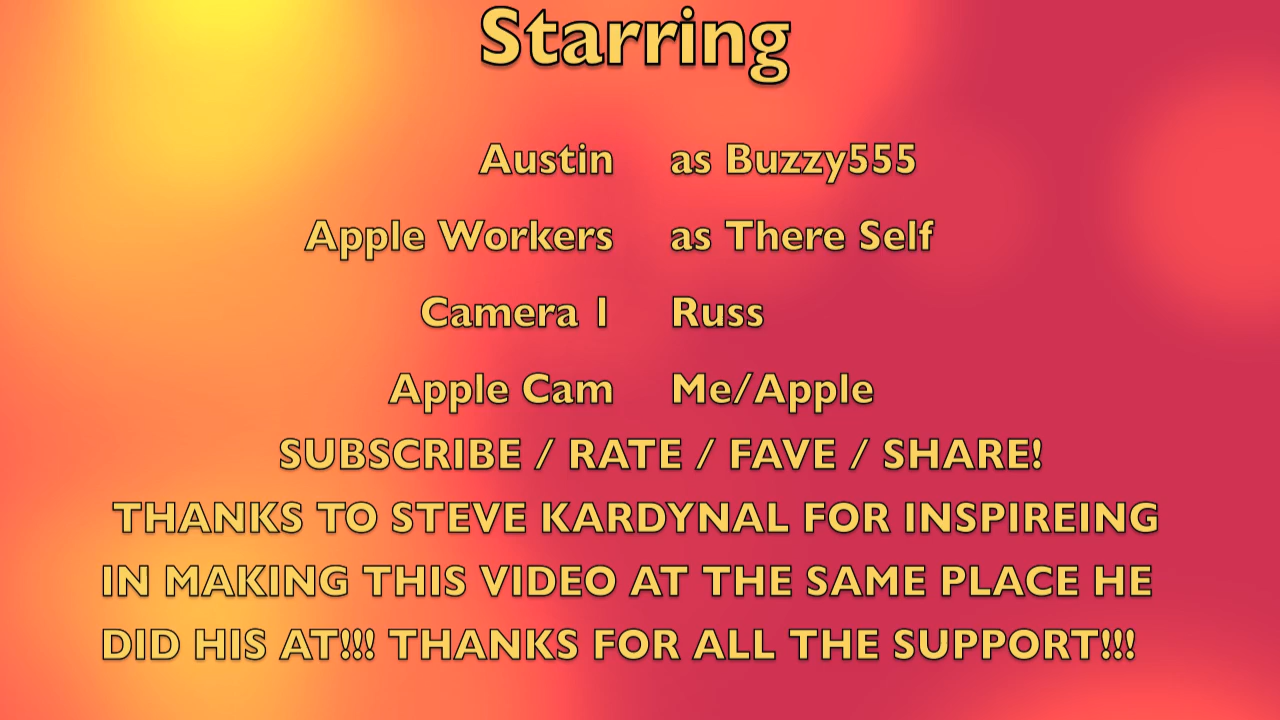 Starring
Austin as Buzzy555
Apple Workers as There Self
Camera 1 Russ
Apple Cam Me/Apple
SUBSCRIBE / RATE / FAVE / SHARE!
THANKS TO STEVE KARDYNAL FOR INSPIREING
IN MAKING THIS VIDEO AT THE SAME PLACE HE
DID HIS AT!!! THANKS FOR ALL THE SUPPORT!!!